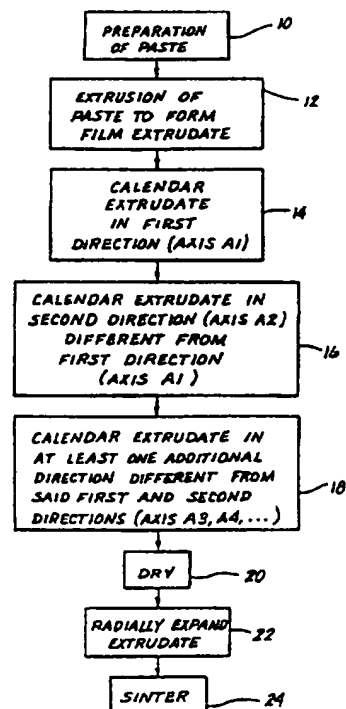 PREPARATION
OF PASTE
10
EXTRUSION OF
PASTE TO FORM
FILM EXTRUDATE
12
CALENDAR
EXTRUDATE
IN FIRST
DIRECTION (AXIS A1)
14
CALENDAR EXTRUDATE IN
SECOND DIRECTION (AXIS A2)
DIFFERENT FROM
FIRST DIRECTION
(AXIS A1)
16
CALENDAR EXTRUDATE IN
AT LEAST ONE ADDITIONAL
DIRECTION DIFFERENT FROM
SAID FIRST AND SECOND
DIRECTIONS (AXIS A3, A4, ...)
18
DRY
20
RADIALLY EXPAND
EXTRUDATE
22
SINTER
24